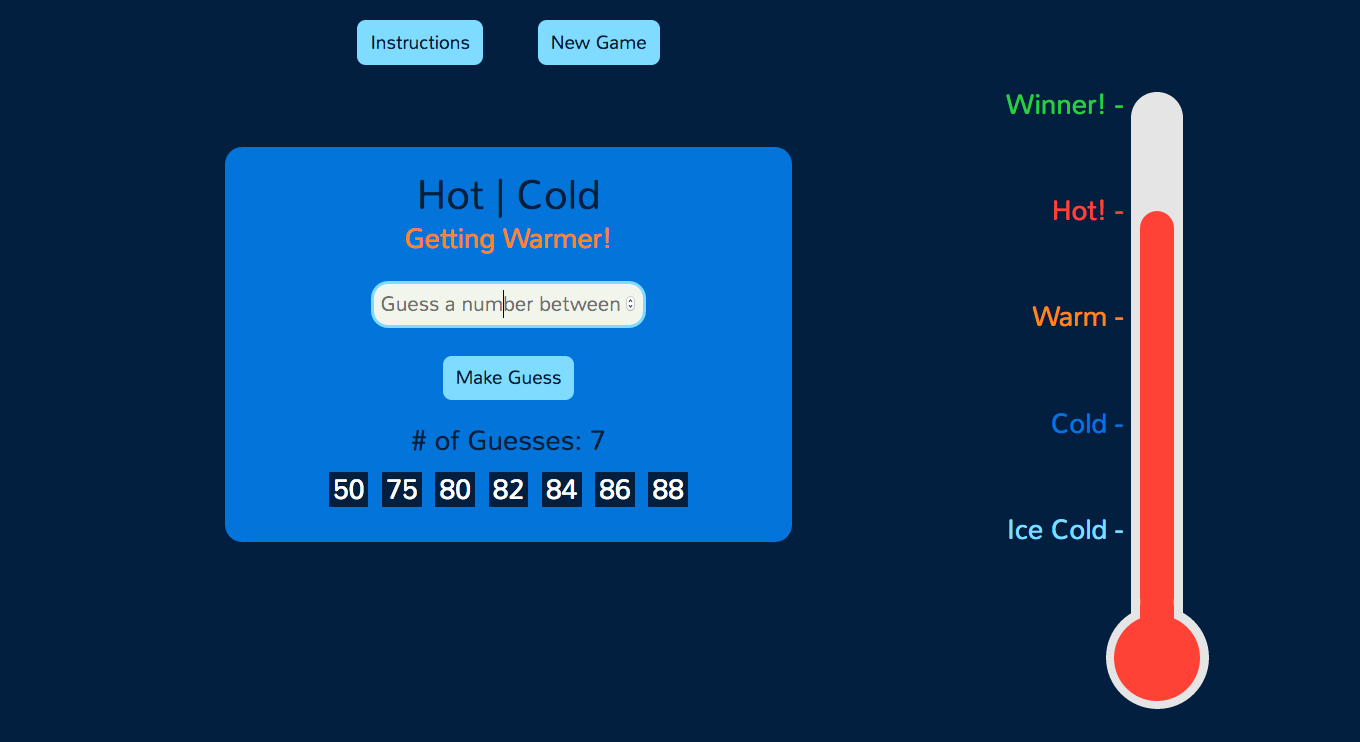 Instructions New Game
Hot | Cold
Getting Warmer!
Guess a number between
Make Guess
# of Guesses: 7
50 75 80 82 84 86 88
Winner! -
Hot! -
Warm -
Cold -
Ice Cold -